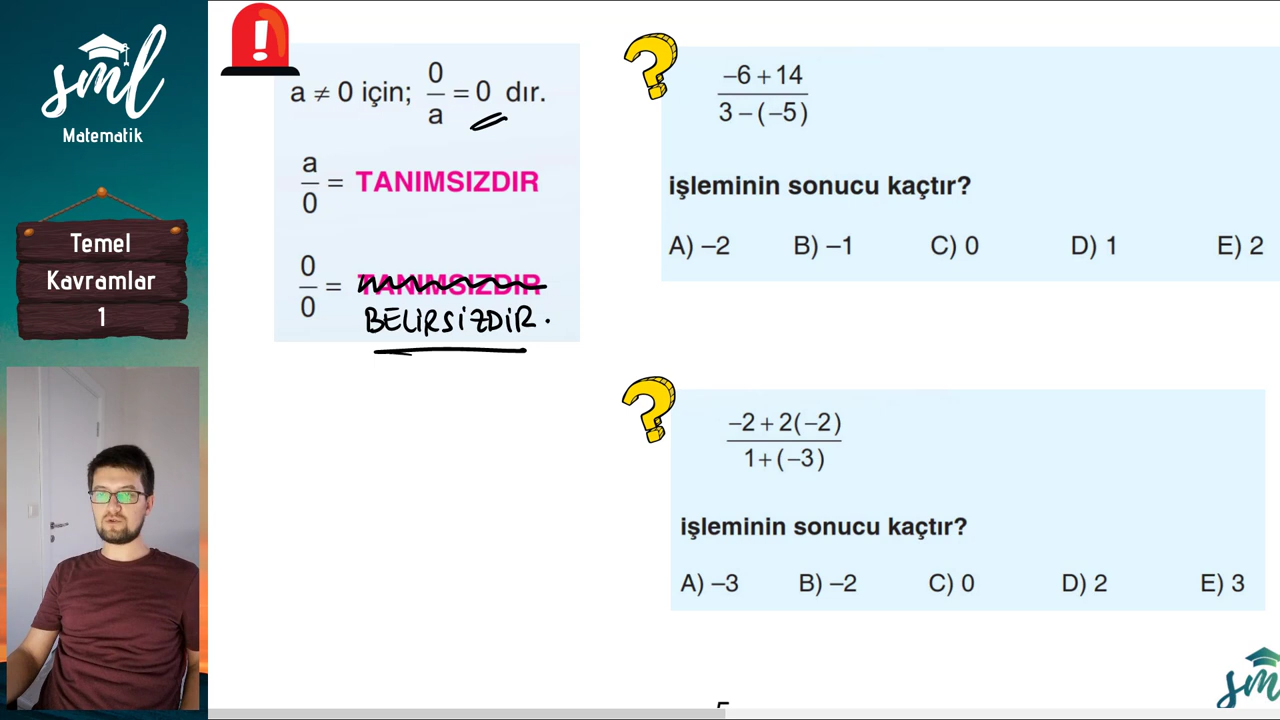 sml
Matematik
Temel
Kavramlar
1
a ≠ 0 için; 0/a = 0 dır.
a/0 = TANIMSIZDIR
0/0 = TANIMSIZDIR
BELİRSİZDİR.
(−6 + 14)/(3 − (−5))
işleminin sonucu kaçtır?
A) −2 B) −1 C) 0 D) 1 E) 2
(−2 + 2(−2))/(1 + (−3))
işleminin sonucu kaçtır?
A) −3 B) −2 C) 0 D) 2 E) 3
sm